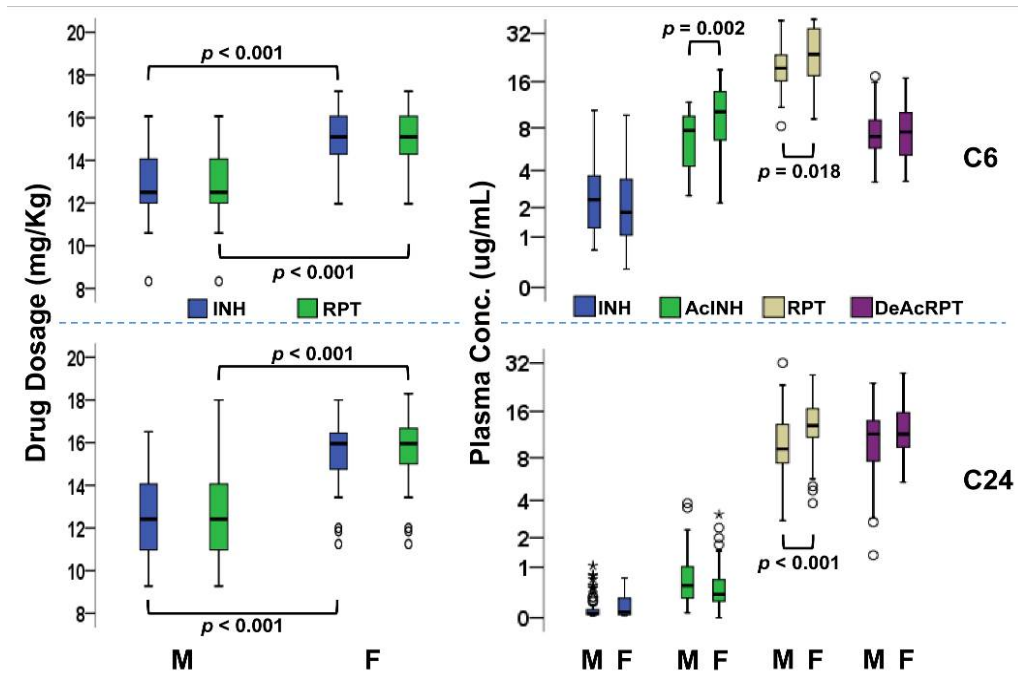 Drug Dosage (mg/Kg)
20
18
16
14
12
10
8
p < 0.001
p < 0.001
INH
RPT
20
18
16
14
12
10
8
p < 0.001
p < 0.001
M F
Plasma Conc. (ug/mL)
32
16
8
4
2
1
0
p = 0.002
p = 0.018
C6
INH
AcINH
RPT
DeAcRPT
32
16
8
4
2
1
0
p < 0.001
C24
M F M F M F M F